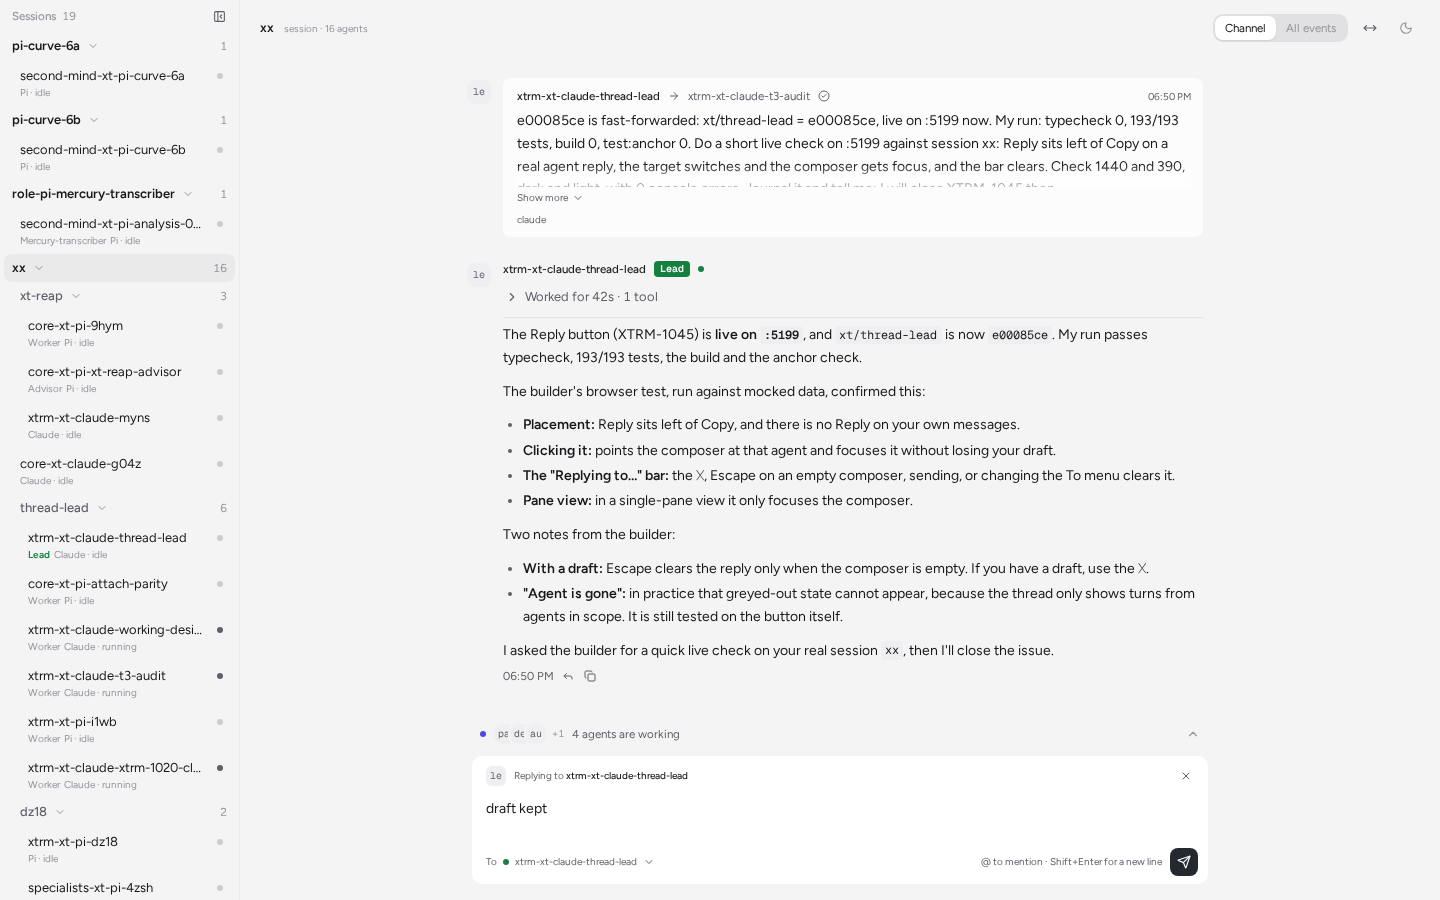 Sessions 19
pi-curve-6a 1
second-mind-xt-pi-curve-6a
Pi · idle
pi-curve-6b 1
second-mind-xt-pi-curve-6b
Pi · idle
role-pi-mercury-transcriber 1
second-mind-xt-pi-analysis-0...
Mercury-transcriber Pi · idle
xx 16
xt-reap 3
core-xt-pi-9hym
Worker Pi · idle
core-xt-pi-xt-reap-advisor
Advisor Pi · idle
xtrm-xt-claude-myns
Claude · idle
core-xt-claude-g04z
Claude · idle
thread-lead 6
xtrm-xt-claude-thread-lead
Lead Claude · idle
core-xt-pi-attach-parity
Worker Pi · idle
xtrm-xt-claude-working-desi...
Worker Claude · running
xtrm-xt-claude-t3-audit
Worker Claude · running
xtrm-xt-pi-i1wb
Worker Pi · idle
xtrm-xt-claude-xtrm-1020-cl...
Worker Claude · running
dz18 2
xtrm-xt-pi-dz18
Pi · idle
specialists-xt-pi-4zsh
xx session · 16 agents
Channel All events
le xtrm-xt-claude-thread-lead → xtrm-xt-claude-t3-audit 06:50 PM
e00085ce is fast-forwarded: xt/thread-lead = e00085ce, live on :5199 now. My run: typecheck 0, 193/193
tests, build 0, test:anchor 0. Do a short live check on :5199 against session xx: Reply sits left of Copy on a
real agent reply, the target switches and the composer gets focus, and the bar clears. Check 1440 and 390,
dark and light, with 0 console errors. Journal it and tell me; I will close XTRM-1045 then.
Show more
claude
le xtrm-xt-claude-thread-lead Lead
Worked for 42s · 1 tool
The Reply button (XTRM-1045) is live on :5199, and xt/thread-lead is now e00085ce. My run passes
typecheck, 193/193 tests, the build and the anchor check.
The builder's browser test, run against mocked data, confirmed this:
• Placement: Reply sits left of Copy, and there is no Reply on your own messages.
• Clicking it: points the composer at that agent and focuses it without losing your draft.
• The "Replying to…" bar: the X, Escape on an empty composer, sending, or changing the To menu clears it.
• Pane view: in a single-pane view it only focuses the composer.
Two notes from the builder:
• With a draft: Escape clears the reply only when the composer is empty. If you have a draft, use the X.
• "Agent is gone": in practice that greyed-out state cannot appear, because the thread only shows turns from
agents in scope. It is still tested on the button itself.
I asked the builder for a quick live check on your real session xx, then I'll close the issue.
06:50 PM
pa de au +1 4 agents are working
le Replying to xtrm-xt-claude-thread-lead
draft kept
To xtrm-xt-claude-thread-lead
@ to mention · Shift+Enter for a new line